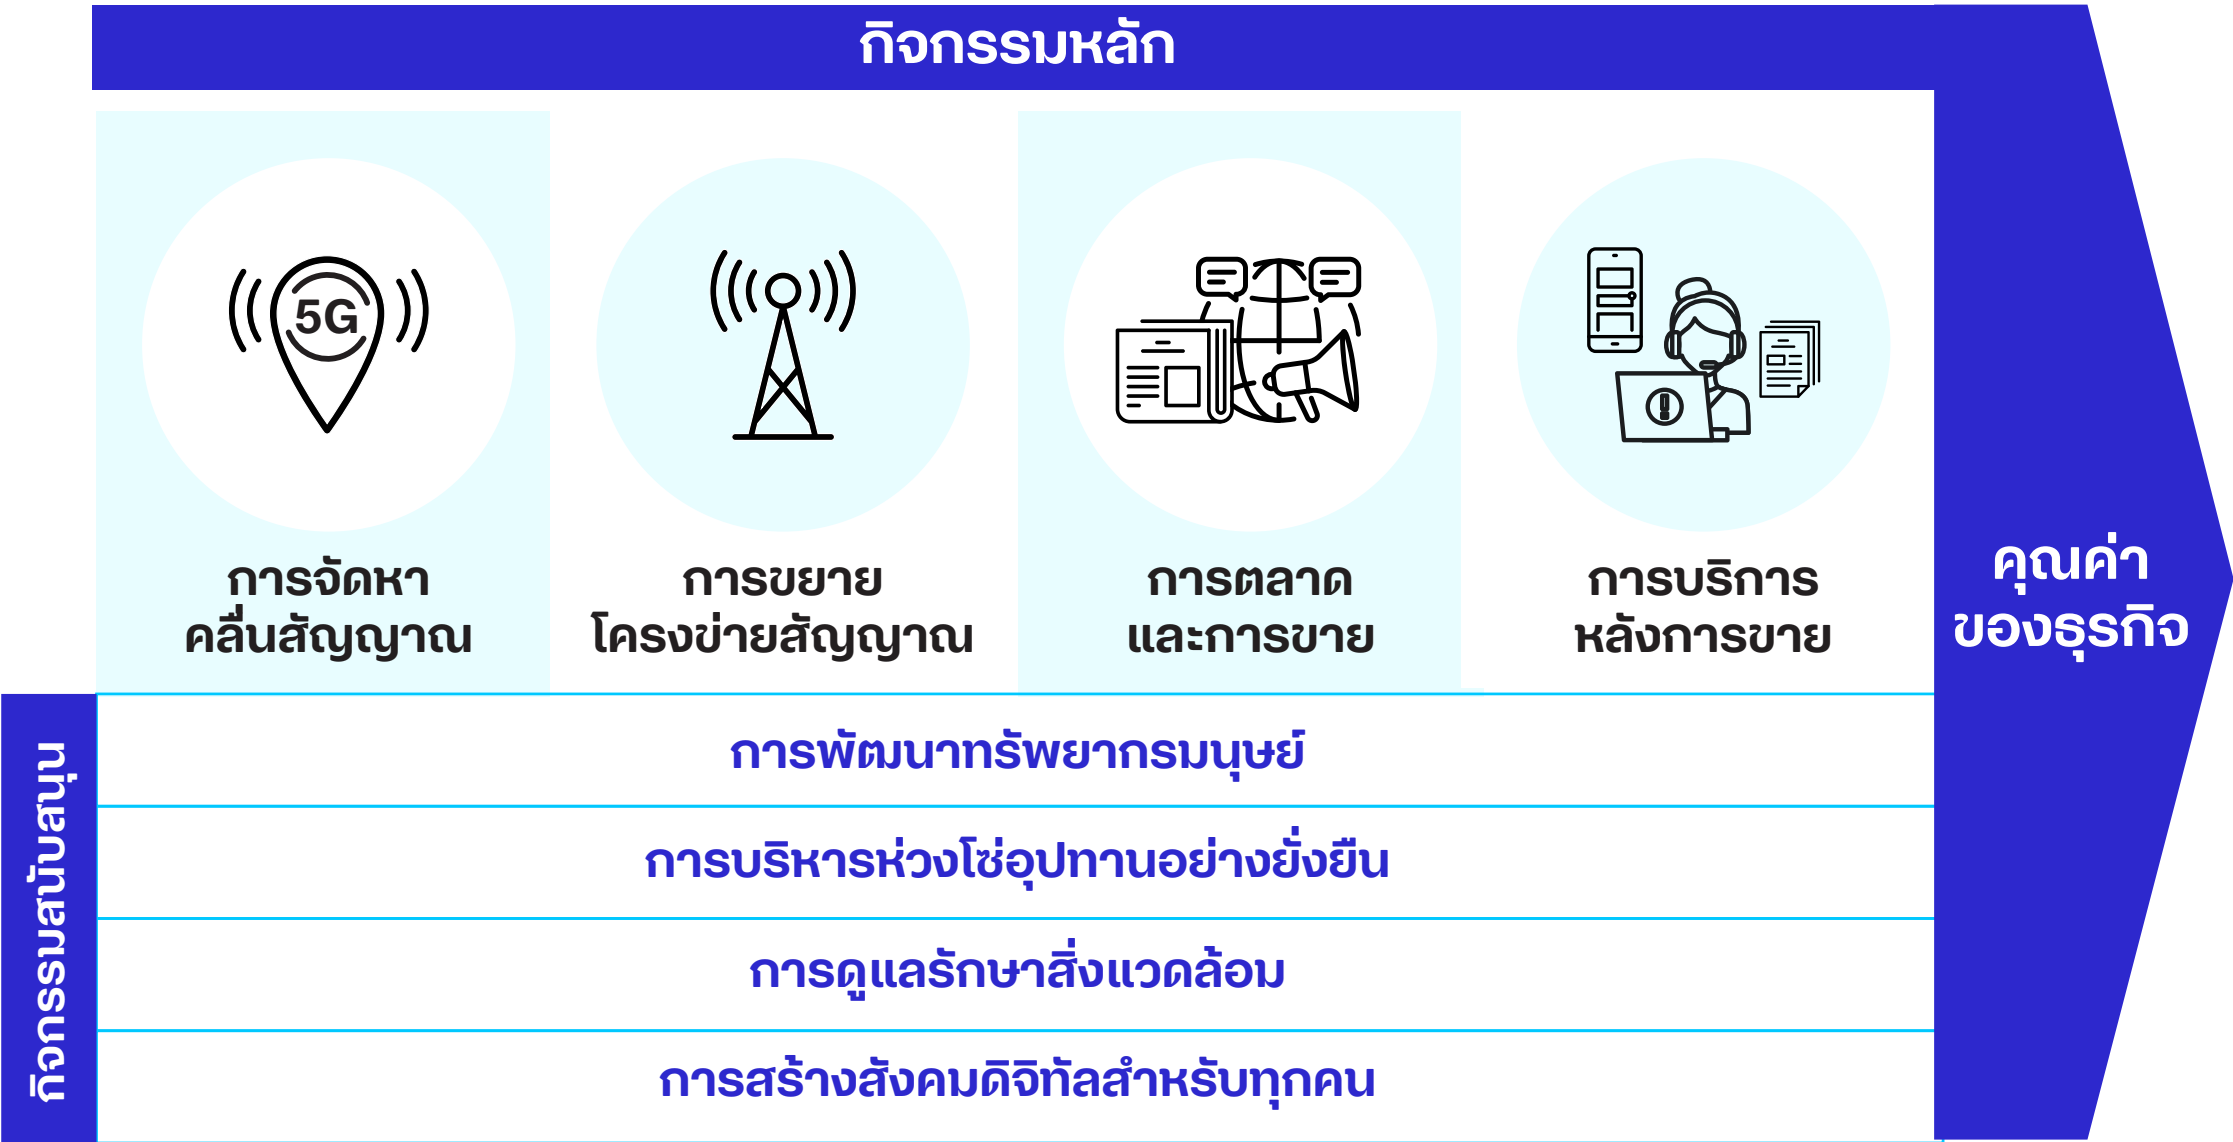 กิจกรรมหลัก
5G
การจัดหา
คลื่นสัญญาณ
การขยาย
โครงข่ายสัญญาณ
การตลาด
และการขาย
การบริการ
หลังการขาย
คุณค่า
ของธุรกิจ
กิจกรรมสนับสนุน
การพัฒนาทรัพยากรมนุษย์
การบริหารห่วงโซ่อุปทานอย่างยั่งยืน
การดูแลรักษาสิ่งแวดล้อม
การสร้างสังคมดิจิทัลสำหรับทุกคน